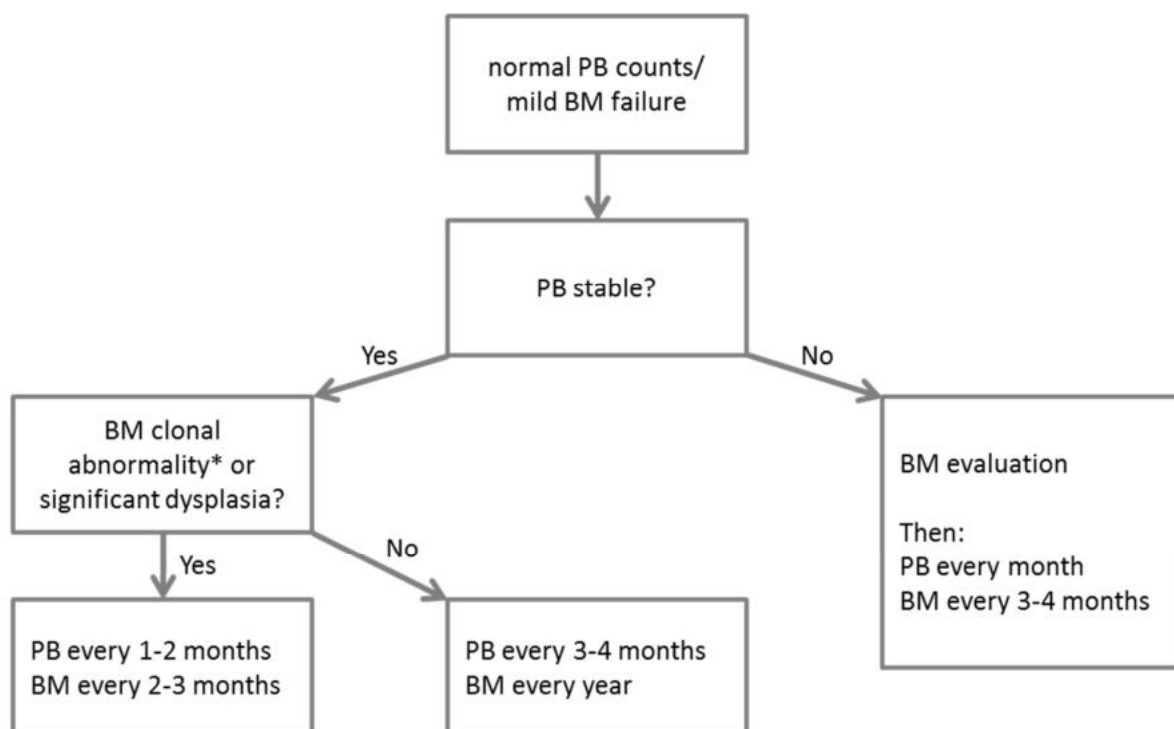 normal PB counts/
mild BM failure
PB stable?
Yes
No
BM clonal
abnormality* or
significant dysplasia?
BM evaluation
Then:
PB every month
BM every 3-4 months
Yes
No
PB every 1-2 months
BM every 2-3 months
PB every 3-4 months
BM every year